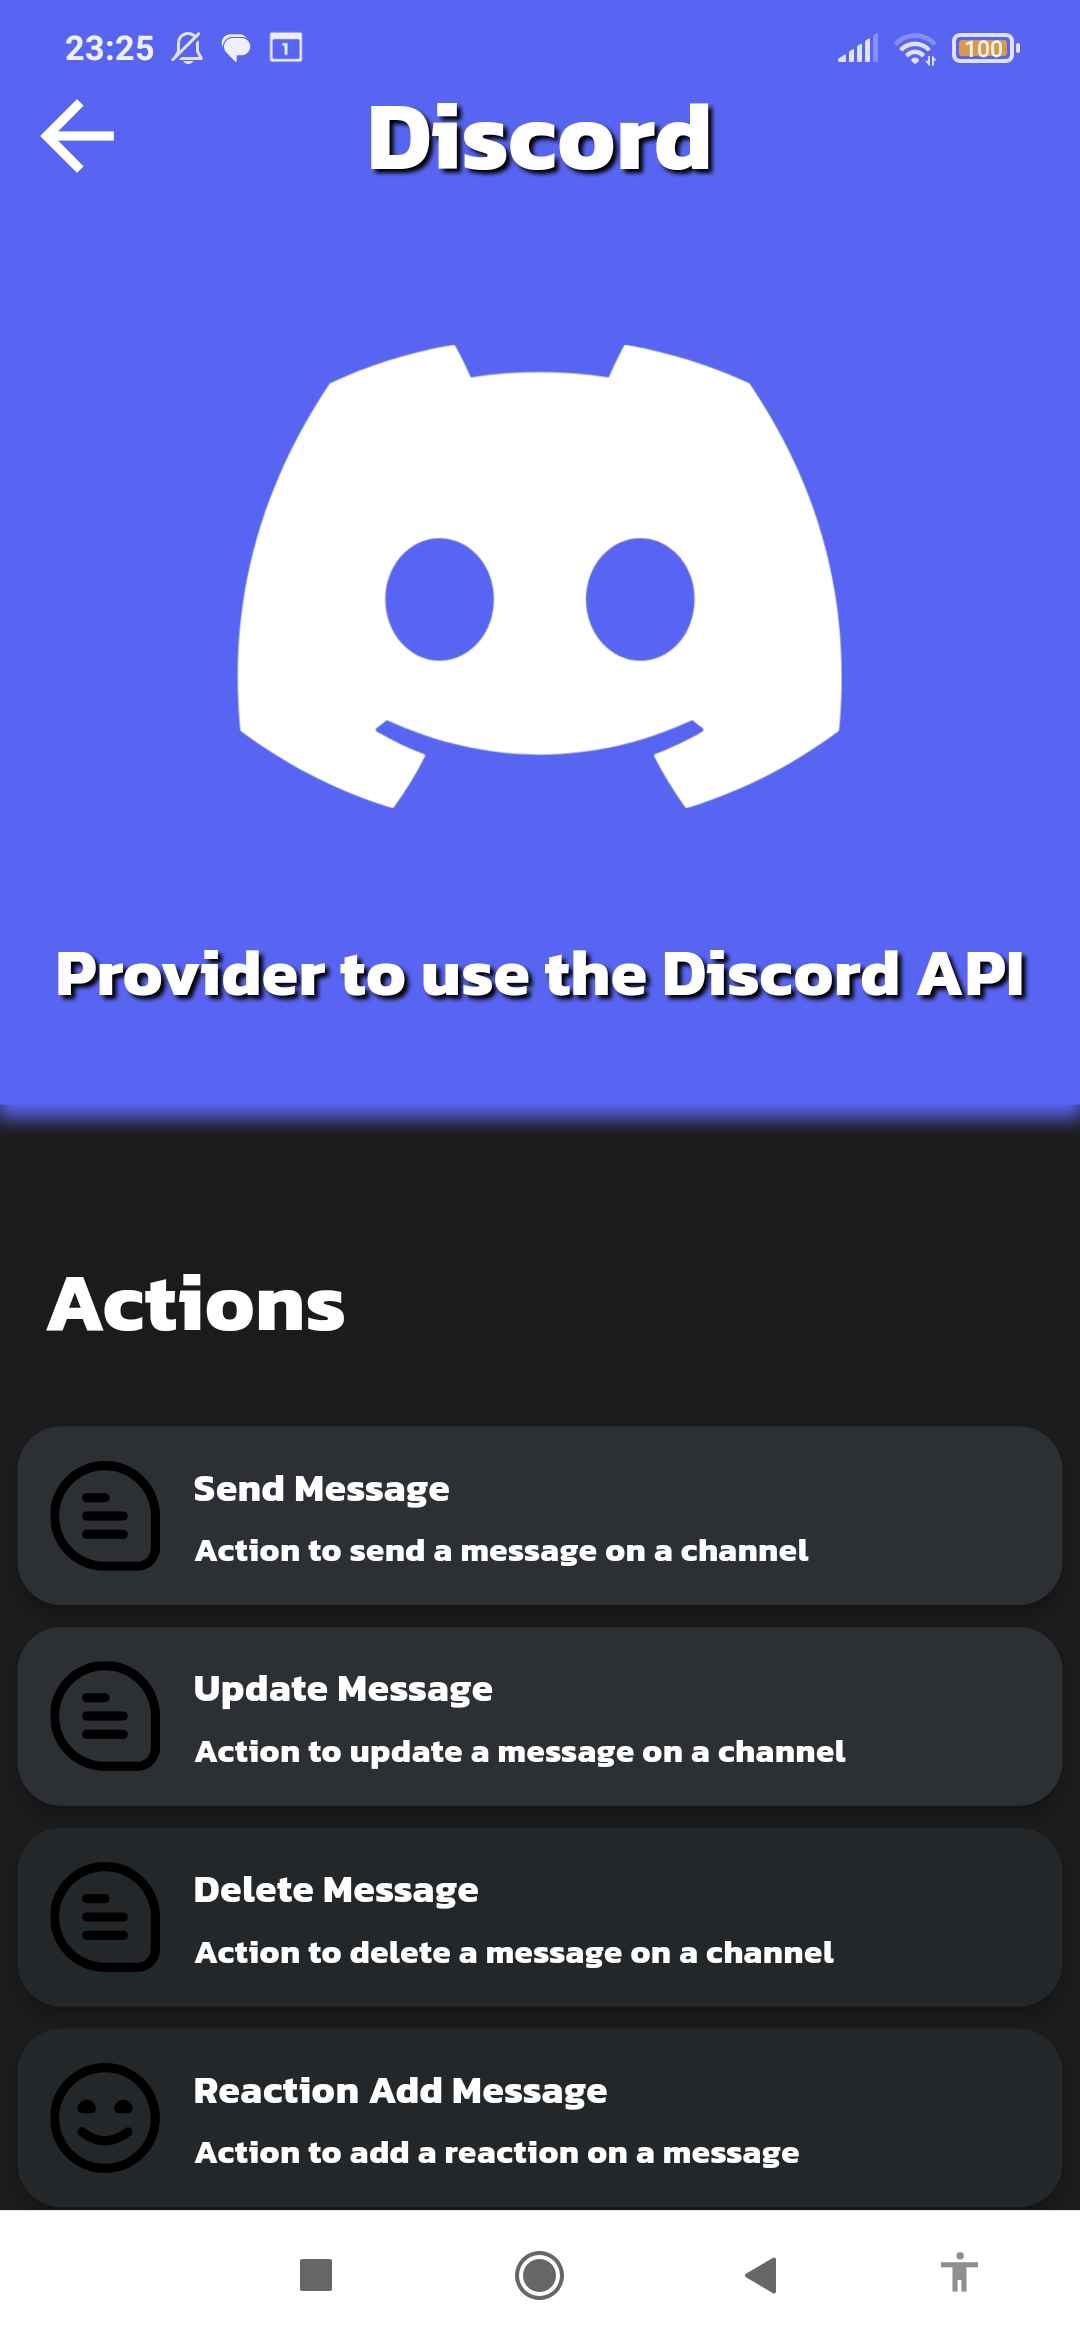 23:25
1
100
Discord
Provider to use the Discord API
Actions
Send Message
Action to send a message on a channel
Update Message
Action to update a message on a channel
Delete Message
Action to delete a message on a channel
Reaction Add Message
Action to add a reaction on a message